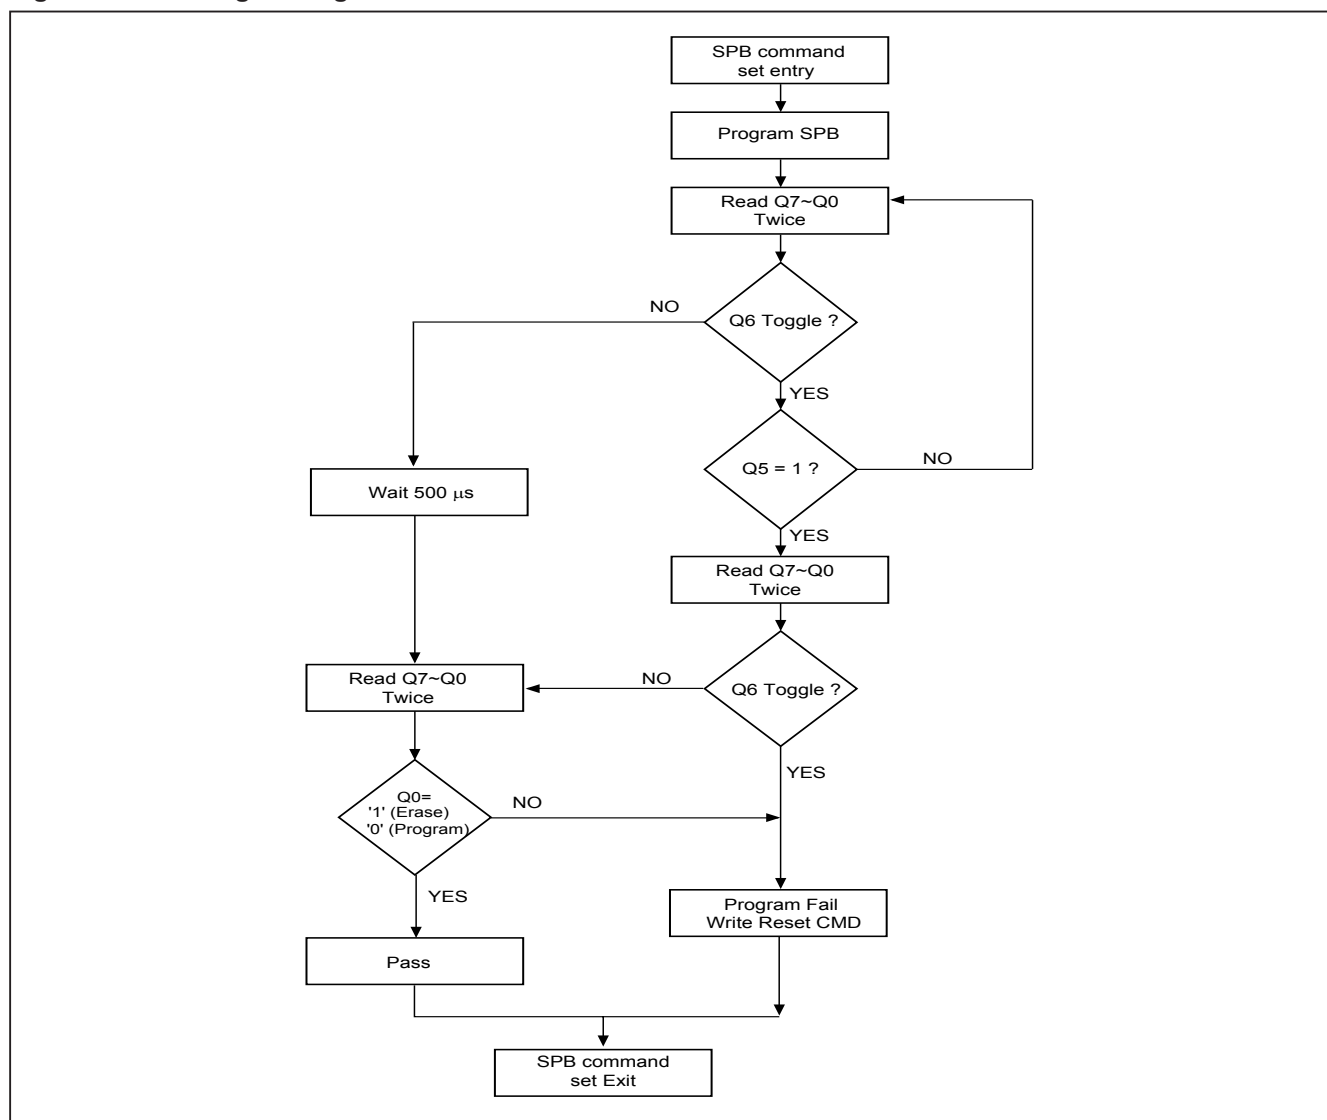 SPB command
set entry
Program SPB
Read Q7~Q0
Twice
Q6 Toggle ?
NO
YES
Q5 = 1 ?
NO
YES
Wait 500 μs
Read Q7~Q0
Twice
Q6 Toggle ?
NO
YES
Read Q7~Q0
Twice
Q0=
'1' (Erase)
'0' (Program)
NO
YES
Program Fail
Write Reset CMD
Pass
SPB command
set Exit